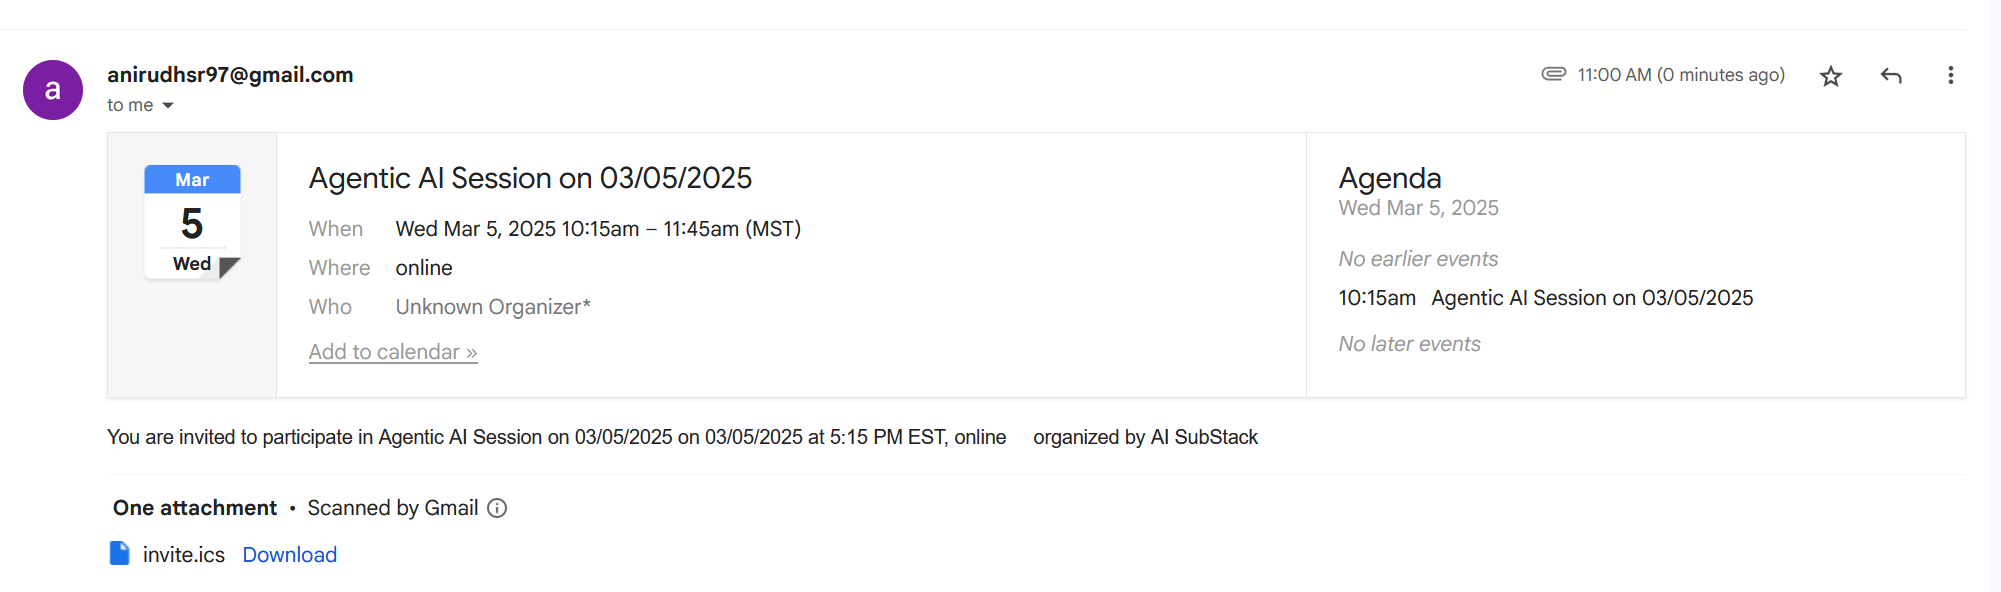 a
anirudhsr97@gmail.com
11:00 AM (0 minutes ago)
to me
Mar
5
Wed
Agentic AI Session on 03/05/2025
When Wed Mar 5, 2025 10:15am – 11:45am (MST)
Where online
Who Unknown Organizer*
Add to calendar »
Agenda
Wed Mar 5, 2025
No earlier events
10:15am Agentic AI Session on 03/05/2025
No later events
You are invited to participate in Agentic AI Session on 03/05/2025 on 03/05/2025 at 5:15 PM EST, online organized by AI SubStack
One attachment • Scanned by Gmail
invite.ics Download